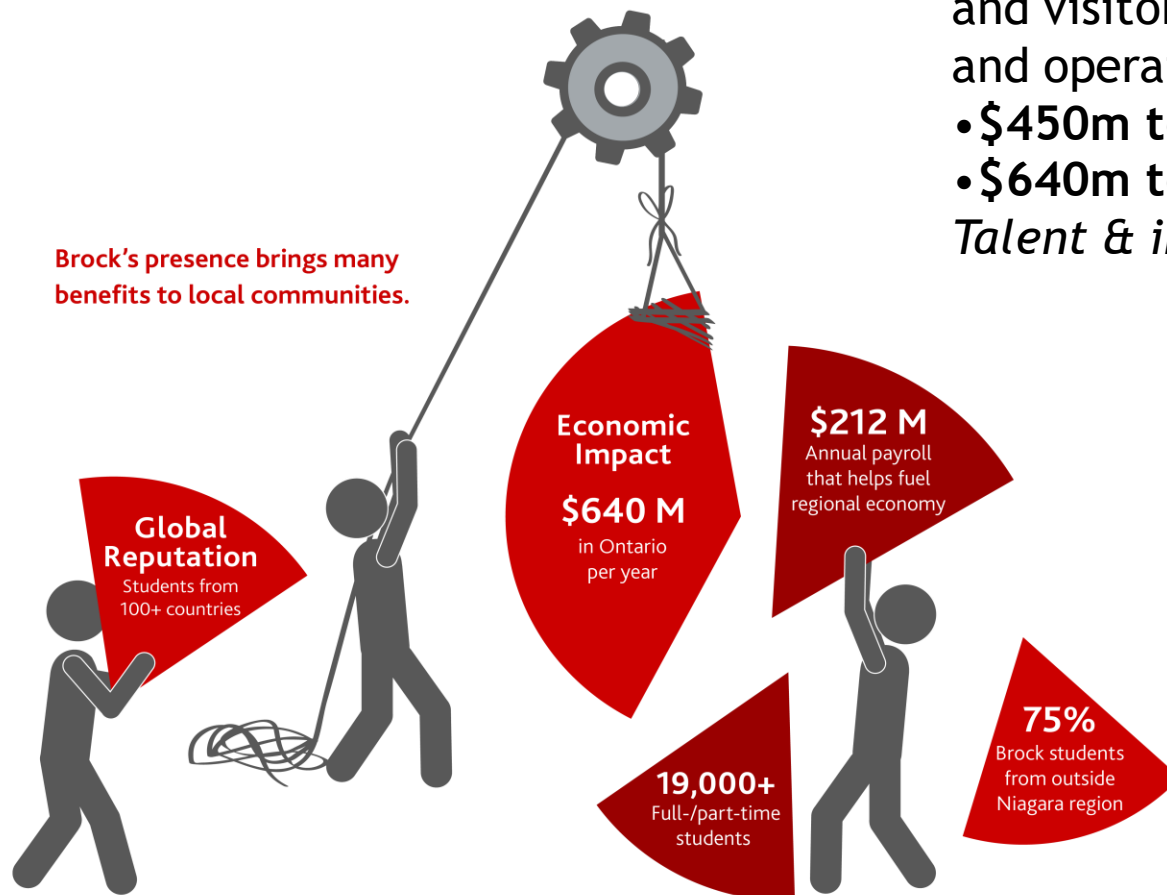 and visitor
and opera
•$450m t
•$640m t
Talent & i
Brock's presence brings many
benefits to local communities.
Economic
Impact
$640 M
in Ontario
per year
$212 M
Annual payroll
that helps fuel
regional economy
Global
Reputation
Students from
100+ countries
19,000+
Full-/part-time
students
75%
Brock students
from outside
Niagara region